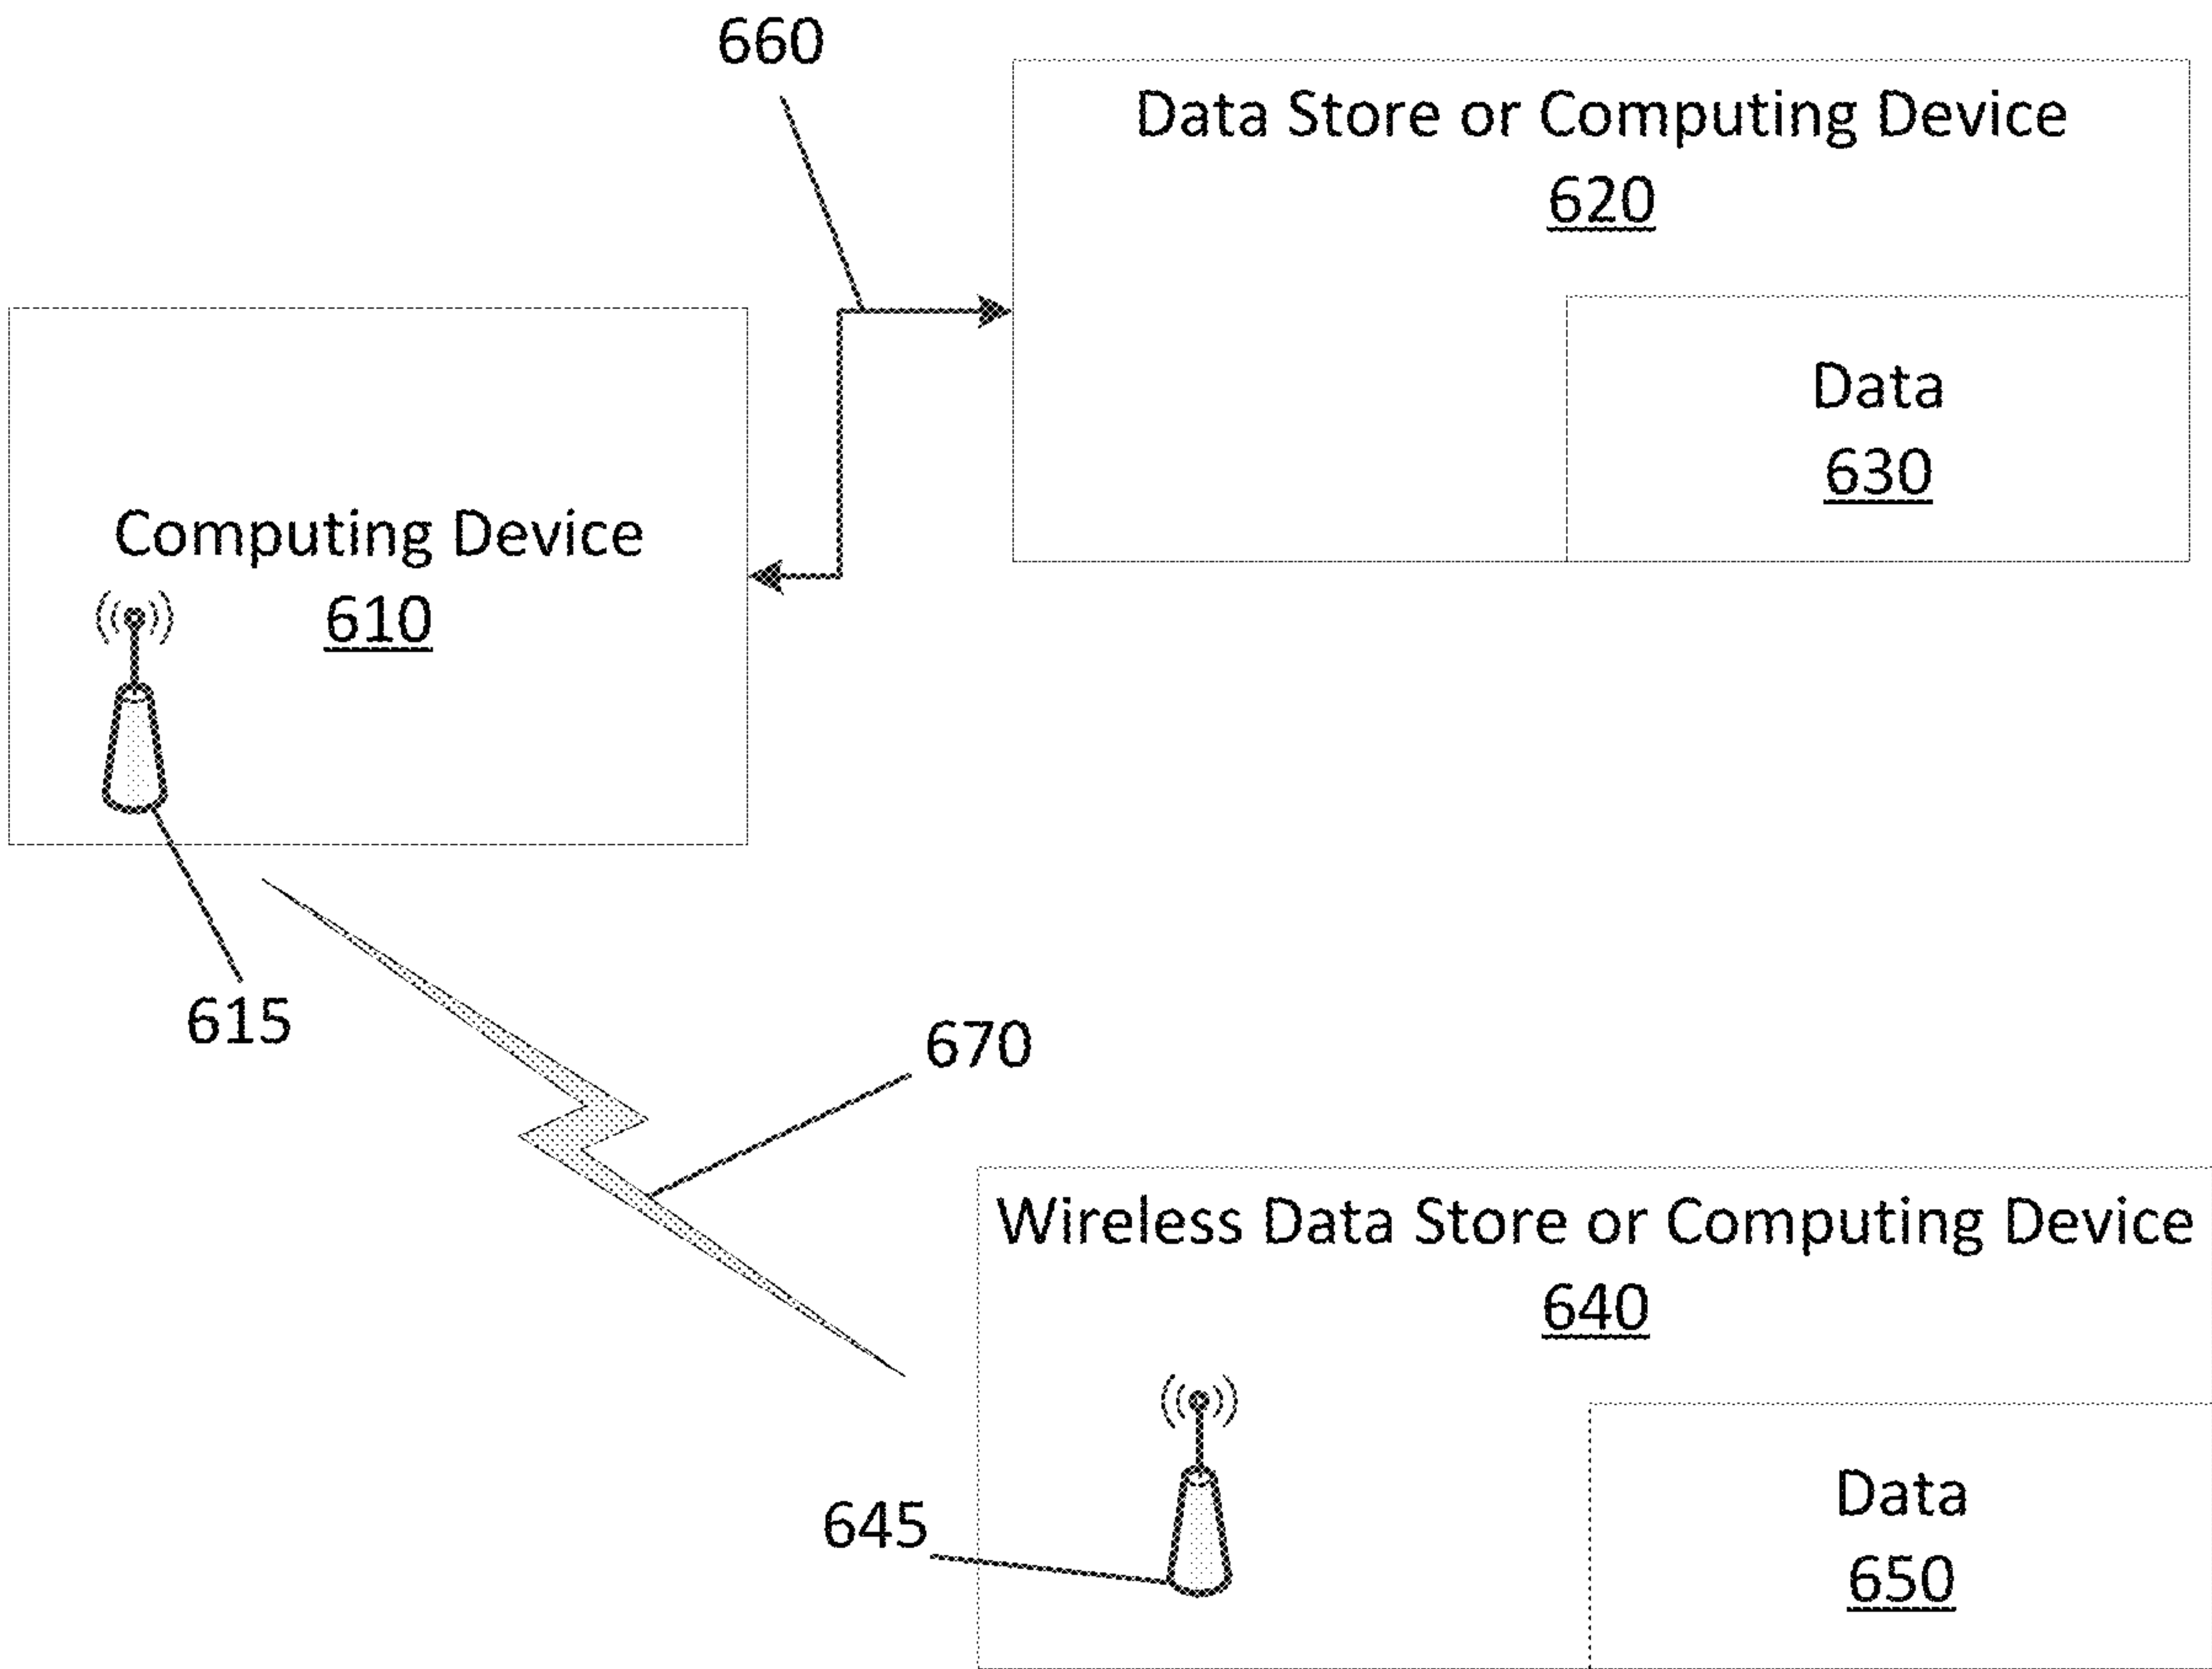 660
Data Store or Computing Device
620
Data
630
Computing Device
610
615
670
Wireless Data Store or Computing Device
640
645
Data
650